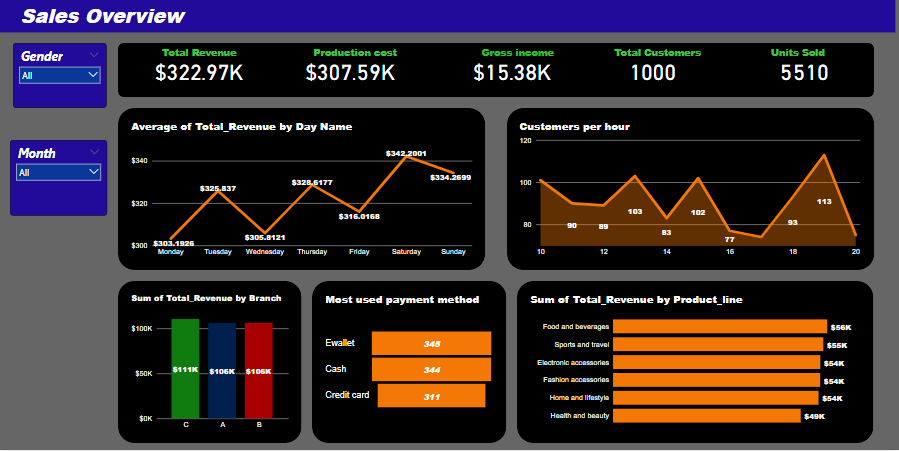 Sales Overview
Gender
All
Month
All
Total Revenue
$322.97K
Production cost
$307.59K
Gross income
$15.38K
Total Customers
1000
Units Sold
5510
Average of Total_Revenue by Day Name
$340
$320
$300
$303.1926
$325.837
$305.8121
$328.6177
$316.0168
$342.2001
$334.2699
Monday Tuesday Wednesday Thursday Friday Saturday Sunday
Customers per hour
120
100
80
90
89
103
83
102
77
93
113
10 12 14 16 18 20
Sum of Total_Revenue by Branch
$100K
$50K
$0K
$111K $106K $106K
C A B
Most used payment method
Ewallet 345
Cash 344
Credit card 311
Sum of Total_Revenue by Product_line
Food and beverages $56K
Sports and travel $55K
Electronic accessories $54K
Fashion accessories $54K
Home and lifestyle $54K
Health and beauty $49K